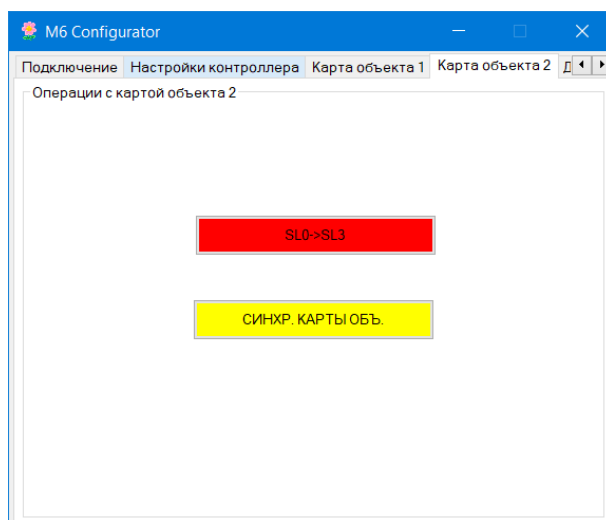 M6 Configurator
Подключение Настройки контроллера Карта объекта 1 Карта объекта 2 Д
Операции с картой объекта 2
SL0->SL3
СИНХР. КАРТЫ ОБЪ.